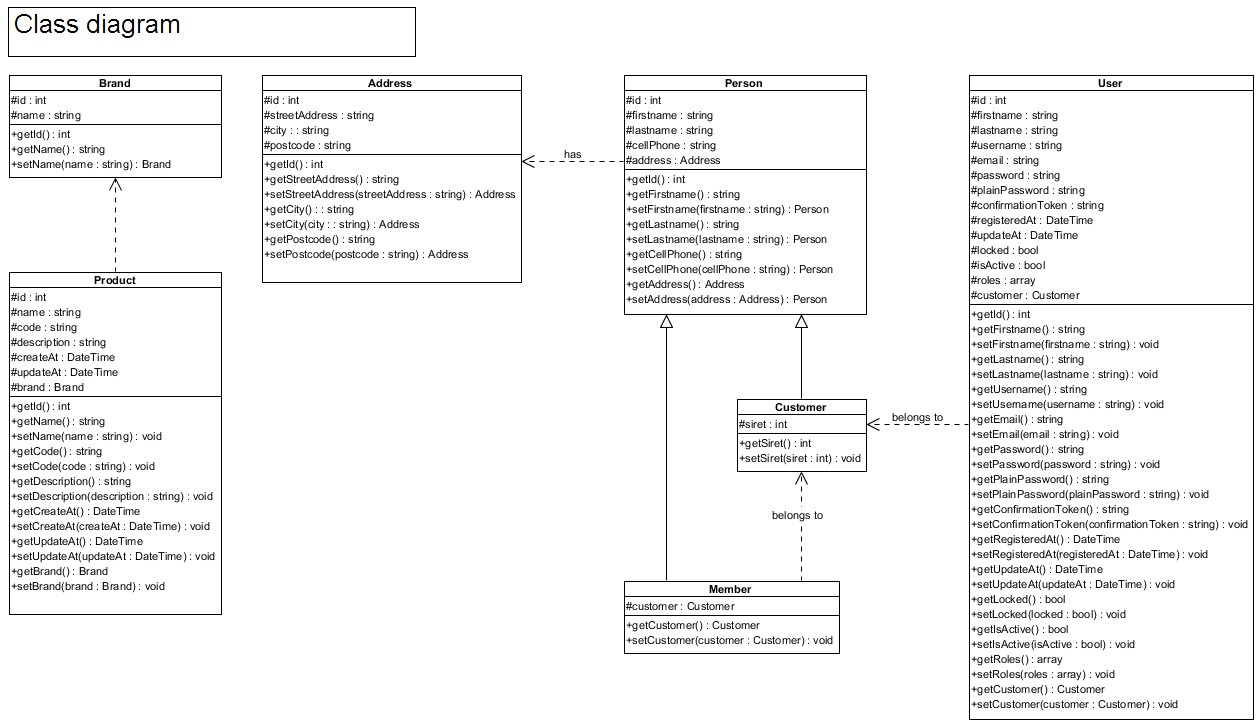 Class diagram
Brand
#id : int
#name : string
+getId() : int
+getName() : string
+setName(name : string) : Brand
Product
#id : int
#name : string
#code : string
#description : string
#createAt : DateTime
#updateAt : DateTime
#brand : Brand
+getId() : int
+getName() : string
+setName(name : string) : void
+getCode() : string
+setCode(code : string) : void
+getDescription() : string
+setDescription(description : string) : void
+getCreateAt() : DateTime
+setCreateAt(createAt : DateTime) : void
+getUpdateAt() : DateTime
+setUpdateAt(updateAt : DateTime) : void
+getBrand() : Brand
+setBrand(brand : Brand) : void
Address
#id : int
#streetAddress : string
#city : : string
#postcode : string
+getId() : int
+getStreetAddress() : string
+setStreetAddress(streetAddress : string) : Address
+getCity() : : string
+setCity(city : : string) : Address
+getPostcode() : string
+setPostcode(postcode : string) : Address
has
Person
#id : int
#firstname : string
#lastname : string
#cellPhone : string
#address : Address
+getId() : int
+getFirstname() : string
+setFirstname(firstname : string) : Person
+getLastname() : string
+setLastname(lastname : string) : Person
+getCellPhone() : string
+setCellPhone(cellPhone : string) : Person
+getAddress() : Address
+setAddress(address : Address) : Person
Customer
#siret : int
+getSiret() : int
+setSiret(siret : int) : void
belongs to
belongs to
Member
#customer : Customer
+getCustomer() : Customer
+setCustomer(customer : Customer) : void
User
#id : int
#firstname : string
#lastname : string
#username : string
#email : string
#password : string
#plainPassword : string
#confirmationToken : string
#registeredAt : DateTime
#updateAt : DateTime
#locked : bool
#isActive : bool
#roles : array
#customer : Customer
+getId() : int
+getFirstname() : string
+setFirstname(firstname : string) : void
+getLastname() : string
+setLastname(lastname : string) : void
+getUsername() : string
+setUsername(username : string) : void
+getEmail() : string
+setEmail(email : string) : void
+getPassword() : string
+setPassword(password : string) : void
+getPlainPassword() : string
+setPlainPassword(plainPassword : string) : void
+getConfirmationToken() : string
+setConfirmationToken(confirmationToken : string) : void
+getRegisteredAt() : DateTime
+setRegisteredAt(registeredAt : DateTime) : void
+getUpdateAt() : DateTime
+setUpdateAt(updateAt : DateTime) : void
+getLocked() : bool
+setLocked(locked : bool) : void
+getIsActive() : bool
+setIsActive(isActive : bool) : void
+getRoles() : array
+setRoles(roles : array) : void
+getCustomer() : Customer
+setCustomer(customer : Customer) : void